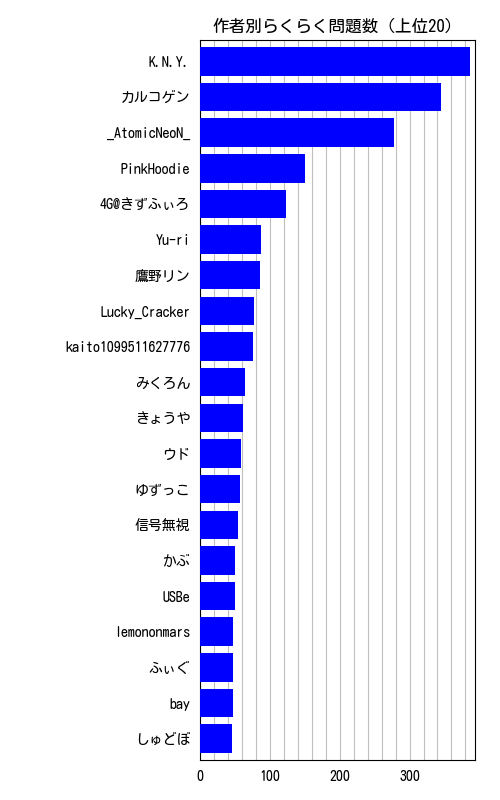 作者別らくらく問題数（上位20）
K.N.Y.
カルコゲン
_AtomicNeoN_
PinkHoodie
4G@きずふぃろ
Yu-ri
鷹野リン
Lucky_Cracker
kaito1099511627776
みくろん
きょうや
ウド
ゆずっこ
信号無視
かぶ
USBe
lemononmars
ふぃぐ
bay
しゅどぼ
0 100 200 300